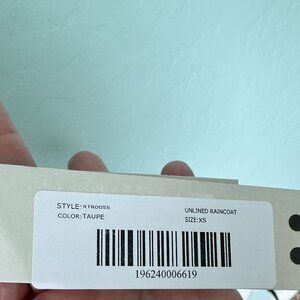 STYLE:RTR0055 UNLINED RAINCOAT
COLOR:TAUPE SIZE:XS
196240006619